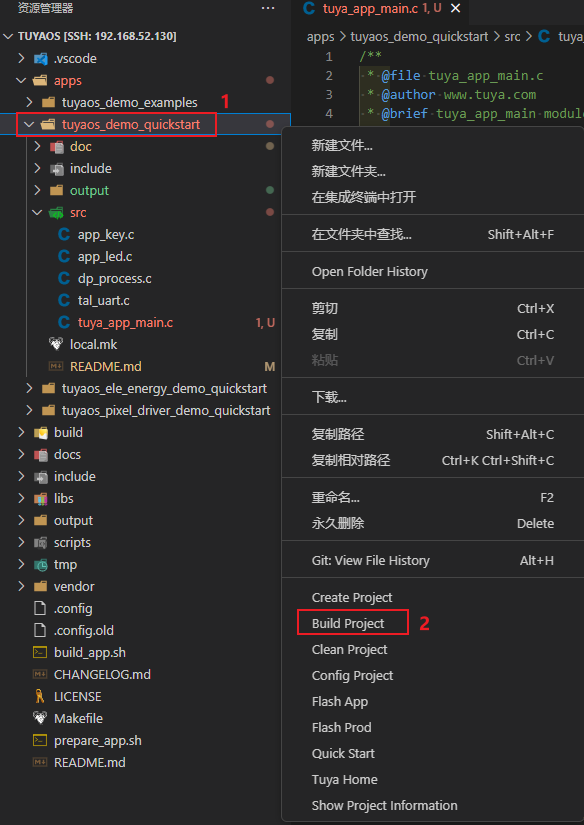 资源管理器
···
TUYAOS [SSH: 192.168.52.130]
.vscode
apps
tuyaos_demo_examples
1
tuyaos_demo_quickstart
doc
include
output
src
app_key.c
app_led.c
dp_process.c
tal_uart.c
tuya_app_main.c 1, U
local.mk
README.md M
tuyaos_ele_energy_demo_quickstart
tuyaos_pixel_driver_demo_quickstart
build
docs
include
libs
output
scripts
tmp
vendor
.config
.config.old
build_app.sh
CHANGELOG.md
LICENSE
Makefile
prepare_app.sh
README.md
C tuya_app_main.c 1, U ×
apps > tuyaos_demo_quickstart > src > C tuya_
1 /**
2 * @file tuya_app_main.c
3 * @author www.tuya.com
4 * @brief tuya_app_main modul
新建文件...
新建文件夹...
在集成终端中打开
在文件夹中查找... Shift+Alt+F
Open Folder History
剪切 Ctrl+X
复制 Ctrl+C
粘贴 Ctrl+V
下载...
复制路径 Shift+Alt+C
复制相对路径 Ctrl+K Ctrl+Shift+C
重命名... F2
永久删除 Delete
Git: View File History Alt+H
Create Project
Build Project 2
Clean Project
Config Project
Flash App
Flash Prod
Quick Start
Tuya Home
Show Project Information